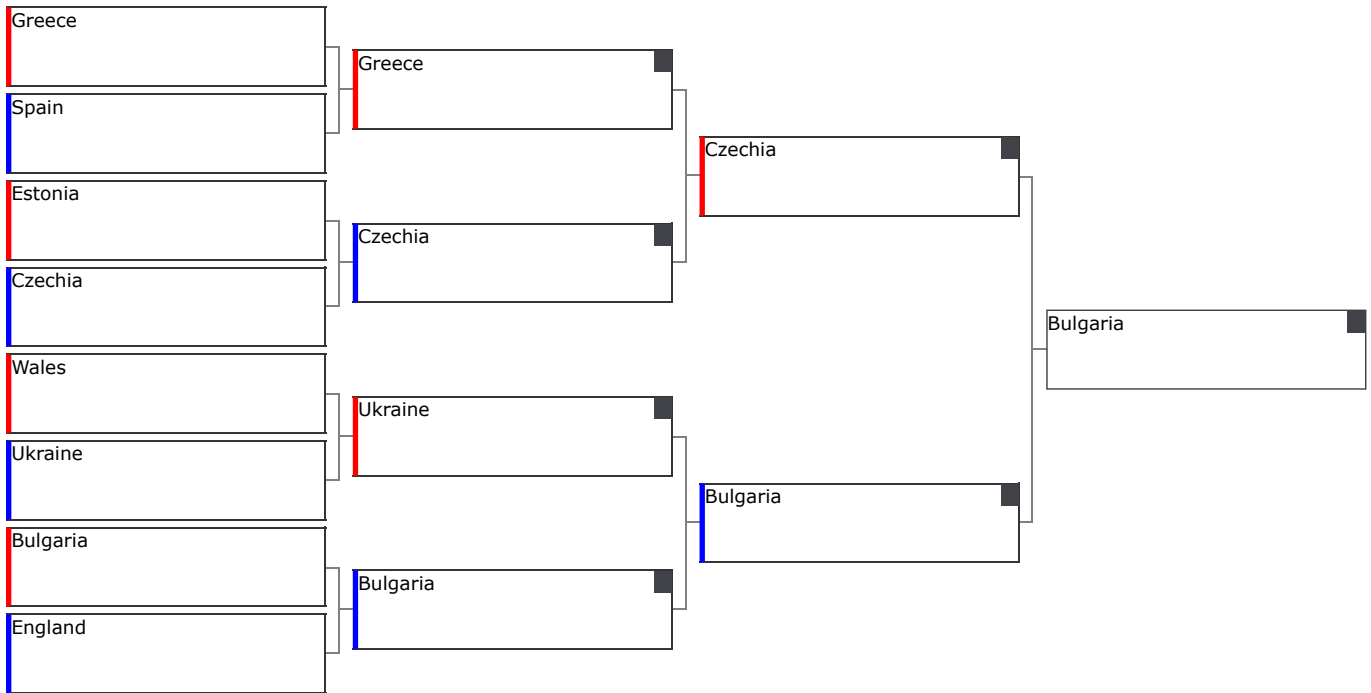 Greece
Spain
Estonia
Czechia
Wales
Ukraine
Bulgaria
England
Greece
Czechia
Ukraine
Bulgaria
Czechia
Bulgaria
Bulgaria